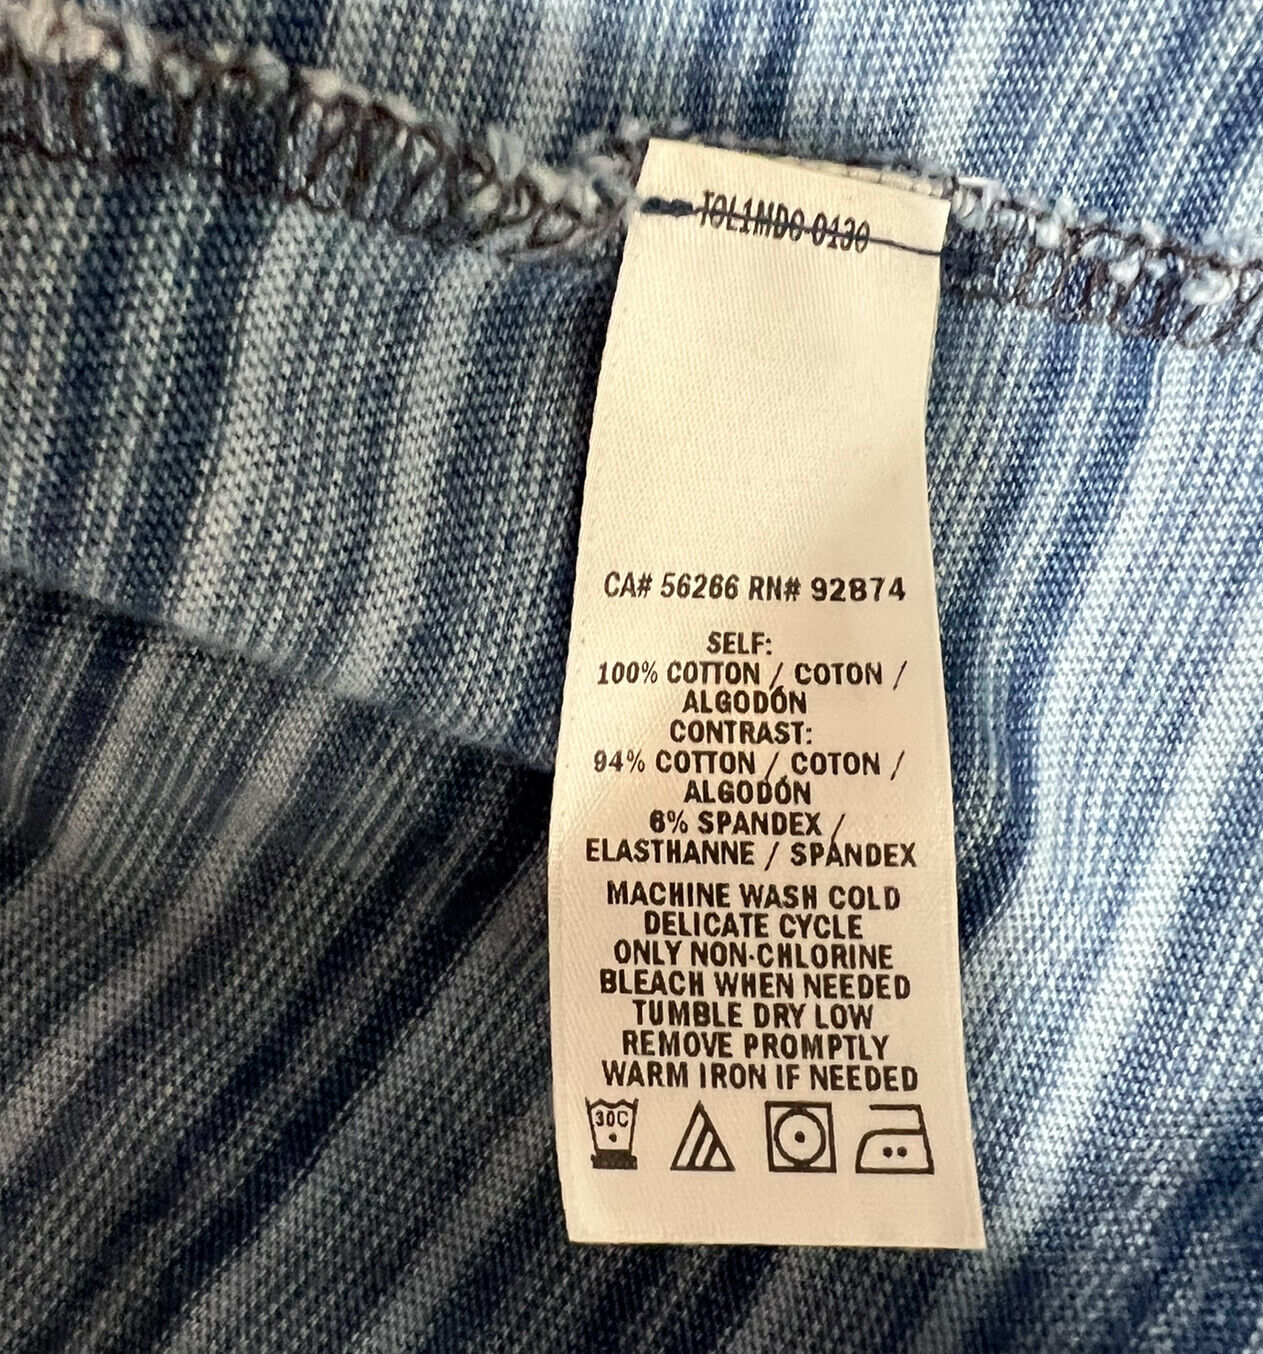 CA# 56266 RN# 92874
SELF:
100% COTTON / COTON /
ALGODÓN
CONTRAST:
94% COTTON / COTON /
ALGODÓN
6% SPANDEX /
ELASTHANNE / SPANDEX
MACHINE WASH COLD
DELICATE CYCLE
ONLY NON-CHLORINE
BLEACH WHEN NEEDED
TUMBLE DRY LOW
REMOVE PROMPTLY
WARM IRON IF NEEDED
30C